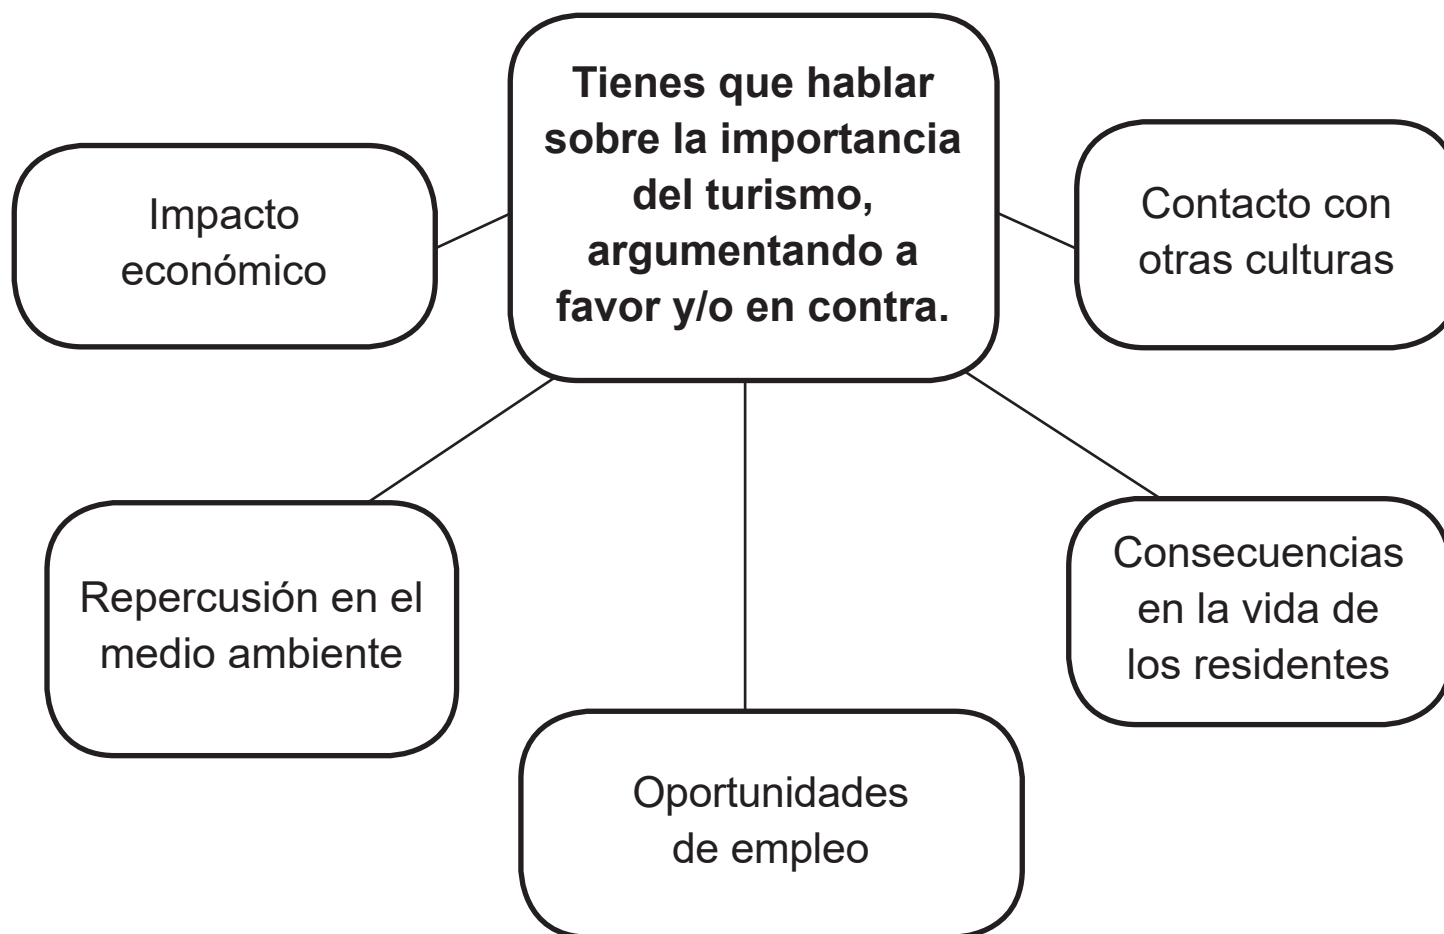 Tienes que hablar
sobre la importancia
del turismo,
argumentando a
favor y/o en contra.
Impacto
económico
Contacto con
otras culturas
Repercusión en el
medio ambiente
Consecuencias
en la vida de
los residentes
Oportunidades
de empleo